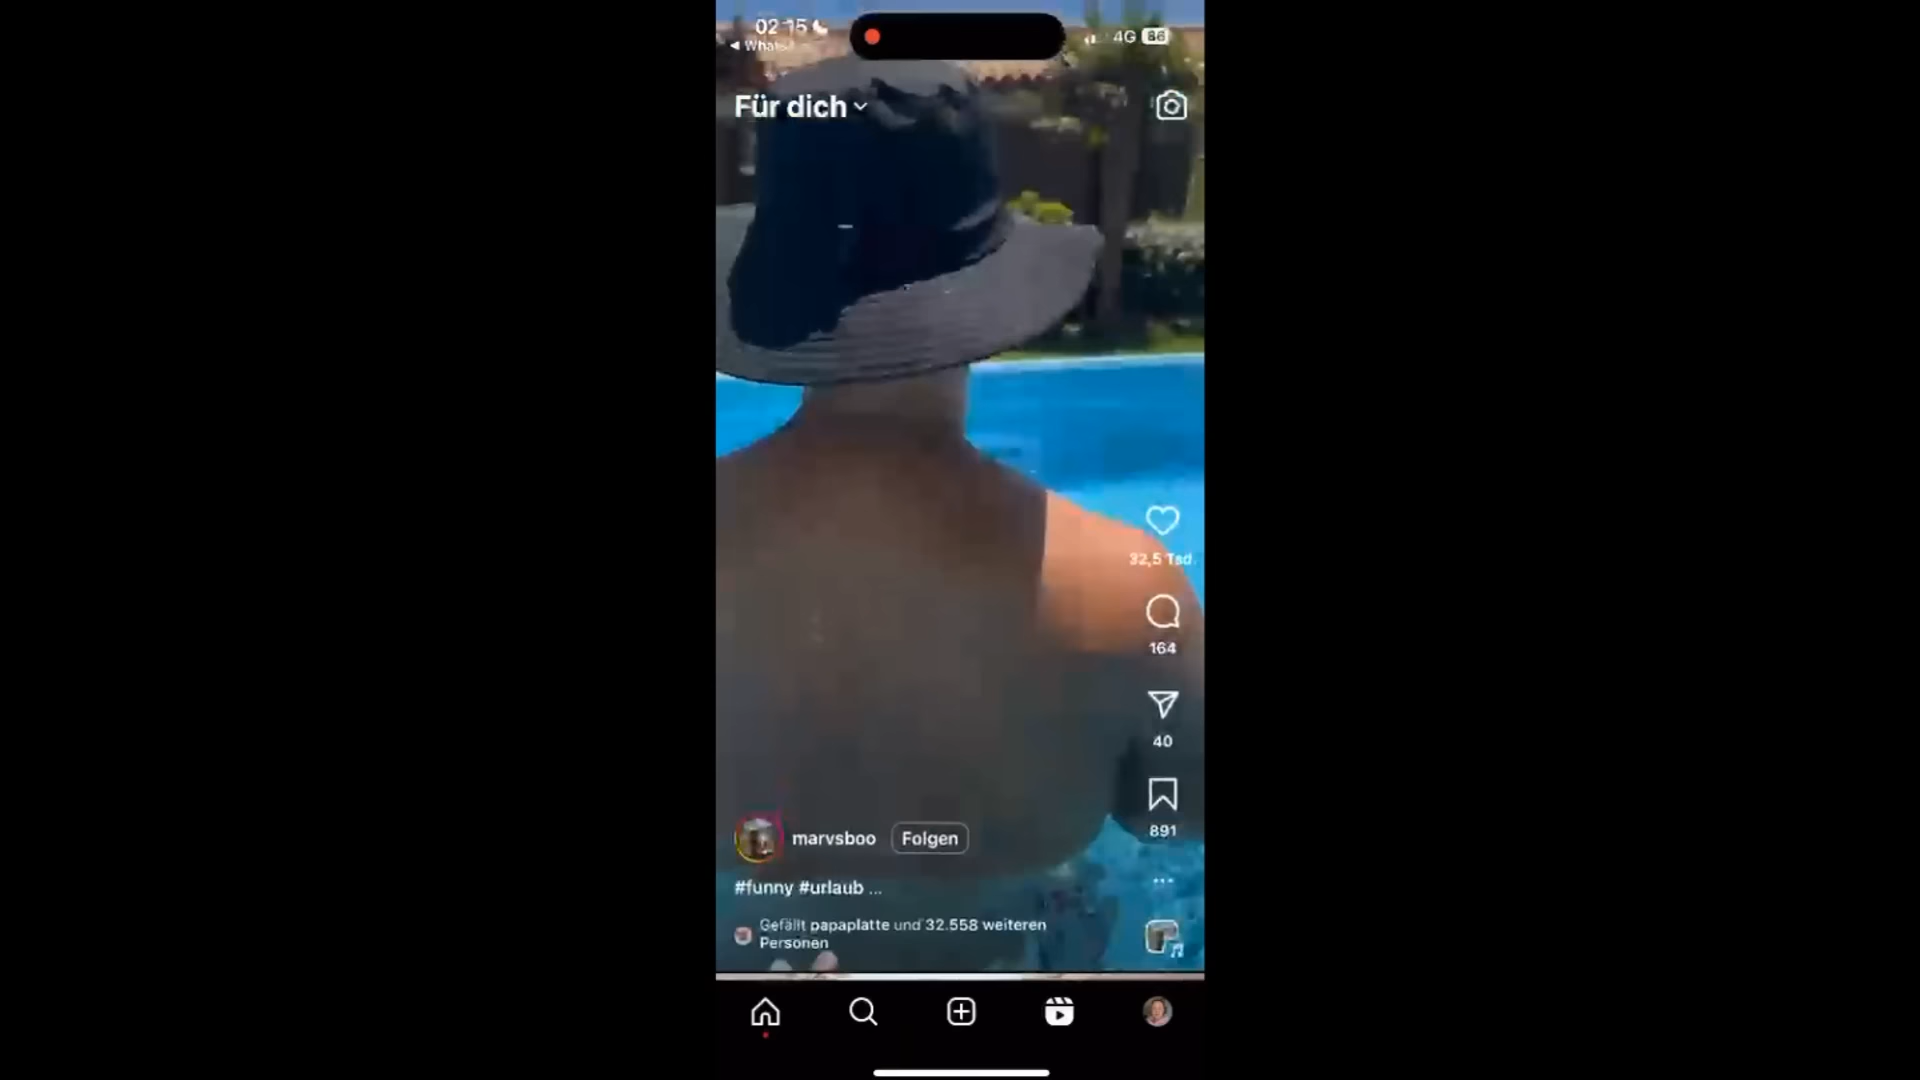 02:15
4G 86
Für dich
32,5 Tsd.
164
40
891
marvsboo Folgen
#funny #urlaub ...
Gefällt papaplatte und 32.558 weiteren
Personen